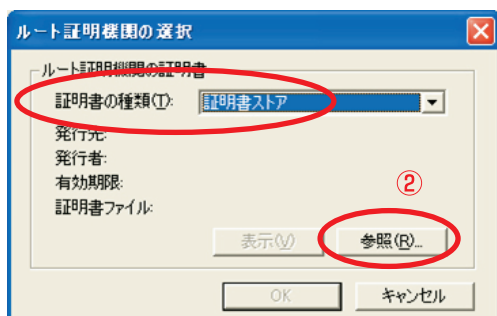 ルート証明機関の選択
ルート証明機関の証明書
証明書の種類(T): 証明書ストア
発行先:
発行者:
有効期限:
②
証明書ファイル:
表示(V) 参照(R)...
OK キャンセル